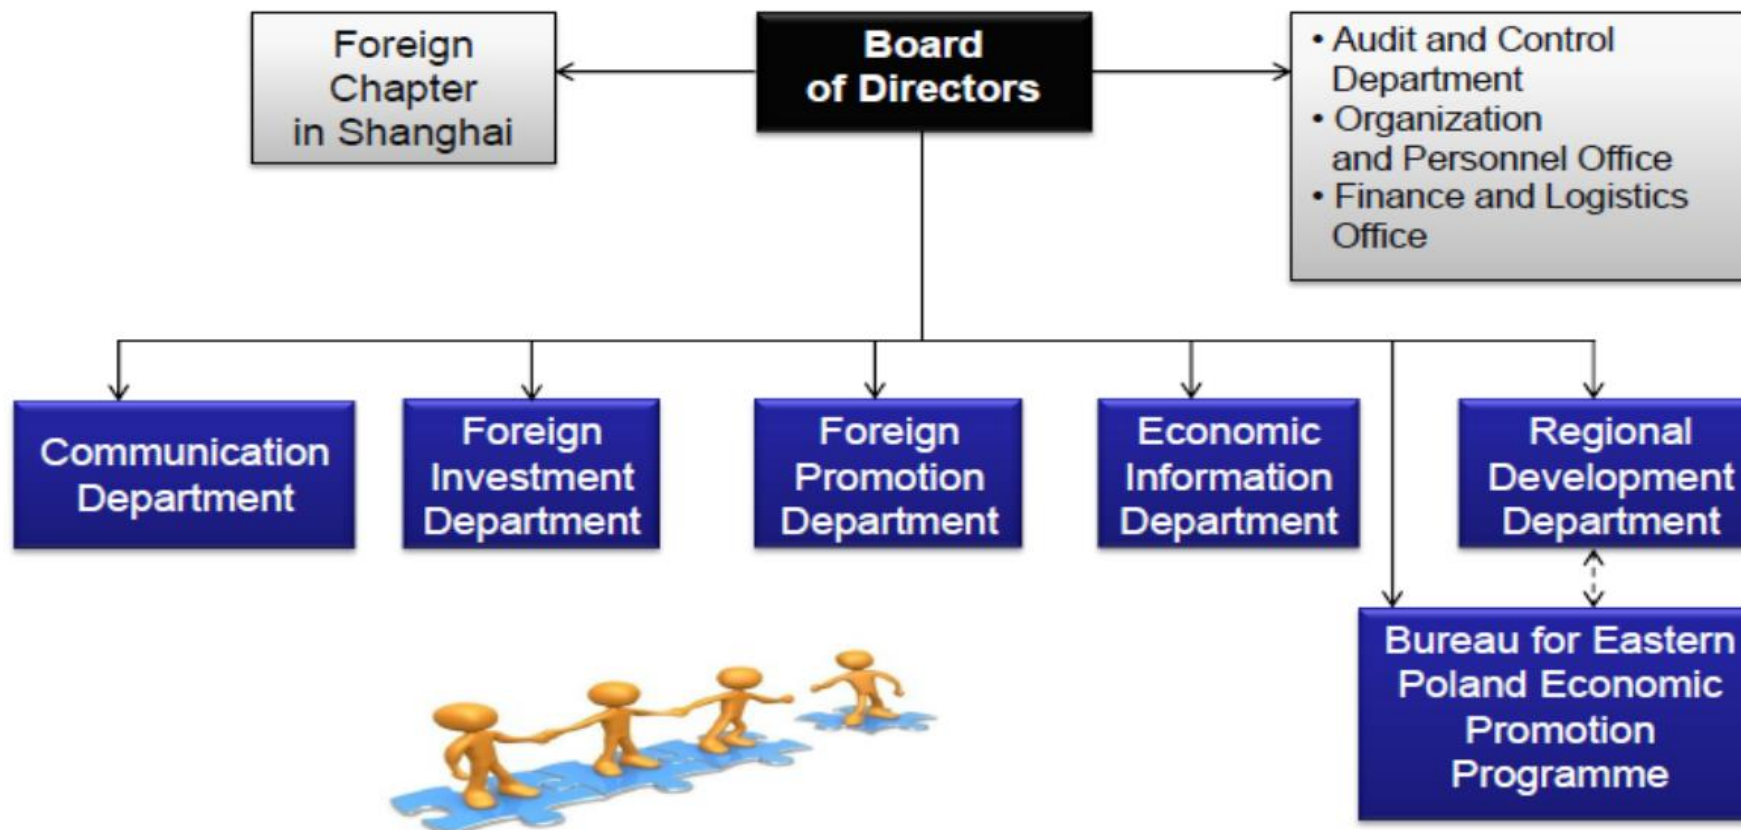 Foreign
Chapter
in Shanghai
Board
of Directors
• Audit and Control
Department
• Organization
and Personnel Office
• Finance and Logistics
Office
Communication
Department
Foreign
Investment
Department
Foreign
Promotion
Department
Economic
Information
Department
Regional
Development
Department
Bureau for Eastern
Poland Economic
Promotion
Programme